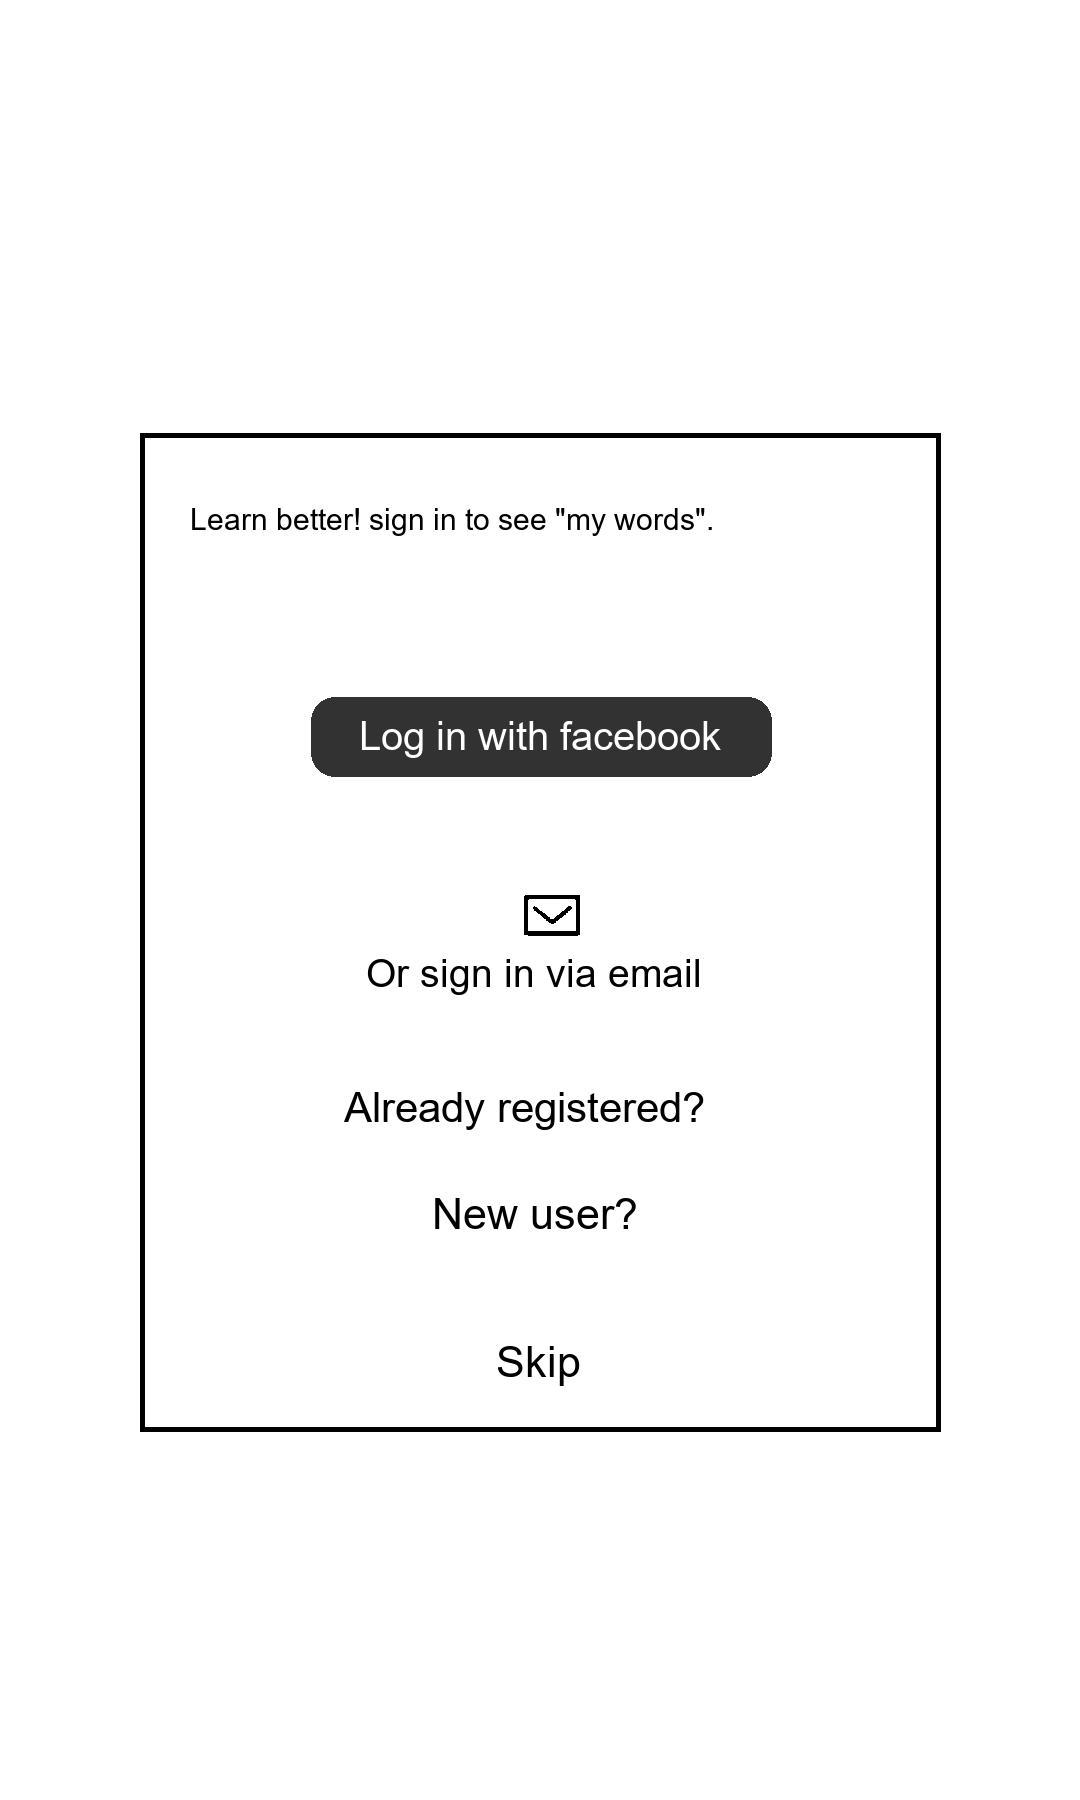 Learn better! sign in to see "my words".
Log in with facebook
Or sign in via email
Already registered?
New user?
Skip